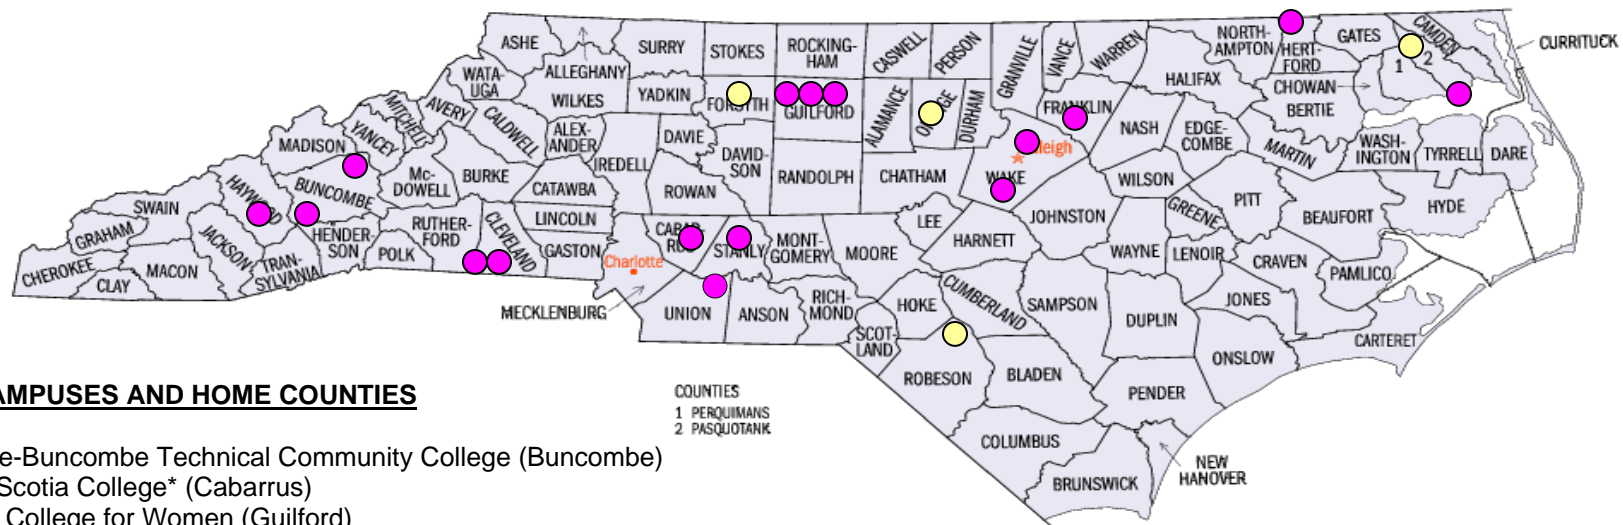 ASHE
ALLEGHANY
SURRY
STOKES
ROCKING-
HAM
CASWELL
PERSON
GRANVILLE
VANCE
WARREN
NORTH-
AMPTON
HERT-
FORD
GATES
CAMDEN
CURRITUCK
WATA-
UGA
WILKES
YADKIN
FORSYTH
GUILFORD
ALAMANCE
DURHAM
FRANKLIN
HALIFAX
CHOWAN
BERTIE
1
2
MITCHELL
AVERY
CALDWELL
ALEX-
ANDER
DAVIE
IREDELL
DAVID-
SON
RANDOLPH
CHATHAM
WAKE
NASH
EDGE-
COMBE
MARTIN
WASH-
INGTON
TYRRELL
DARE
MADISON
YANCEY
BUNCOMBE
Mc-
DOWELL
BURKE
CATAWBA
ROWAN
WILSON
PITT
BEAUFORT
HYDE
SWAIN
GRAHAM
JACKSON
HENDER-
SON
RUTHER-
FORD
CLEVELAND
LINCOLN
GASTON
STANLY
MONT-
GOMERY
MOORE
LEE
HARNETT
JOHNSTON
GREENE
WAYNE
LENOIR
CRAVEN
PAMLICO
CHEROKEE
CLAY
MACON
TRAN-
SYLVANIA
POLK
Charlotte
MECKLENBURG
UNION
ANSON
RICH-
MOND
SCOT-
LAND
HOKE
CUMBERLAND
SAMPSON
DUPLIN
JONES
ONSLOW
CARTERET
ROBESON
BLADEN
PENDER
COLUMBUS
BRUNSWICK
NEW
HANOVER
COUNTIES
1 PERQUIMANS
2 PASQUOTANK
AMPUSES AND HOME COUNTIES
e-Buncombe Technical Community College (Buncombe)
Scotia College* (Cabarrus)
College for Women (Guilford)